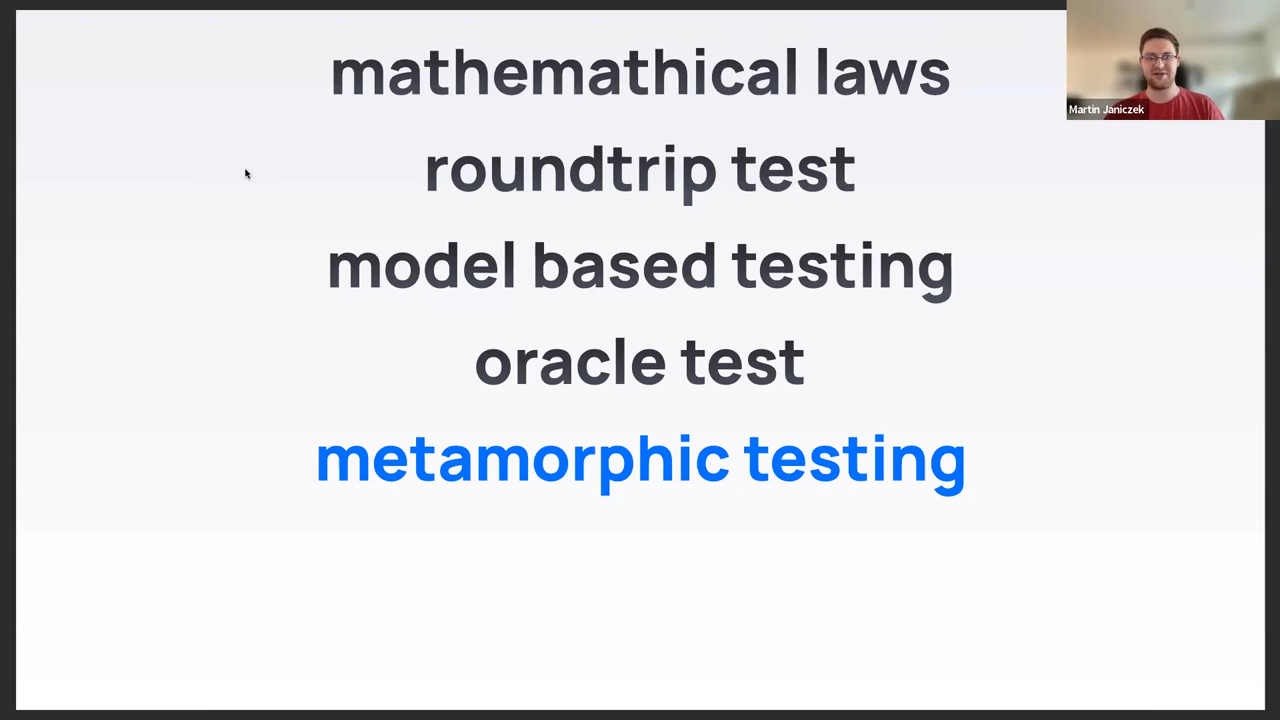 mathemathical laws
Martin Janiczek
roundtrip test
model based testing
oracle test
metamorphic testing